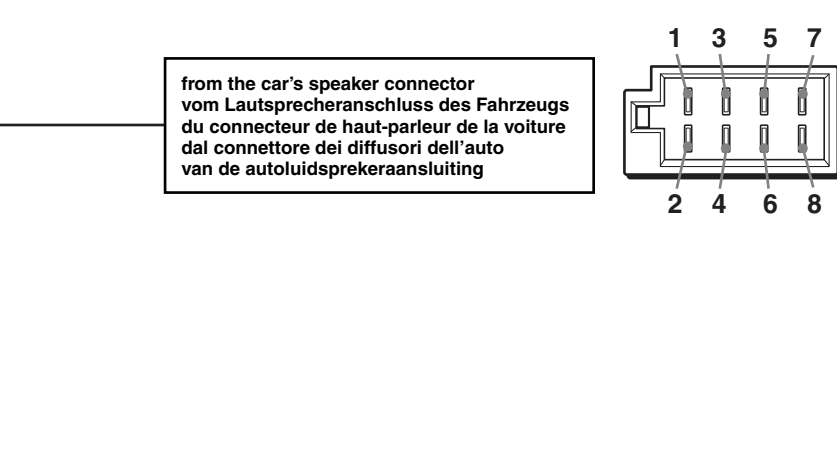 from the car's speaker connector
vom Lautsprecheranschluss des Fahrzeugs
du connecteur de haut-parleur de la voiture
dal connettore dei diffusori dell'auto
van de autoluidsprekeraansluiting
1 3 5 7
2 4 6 8